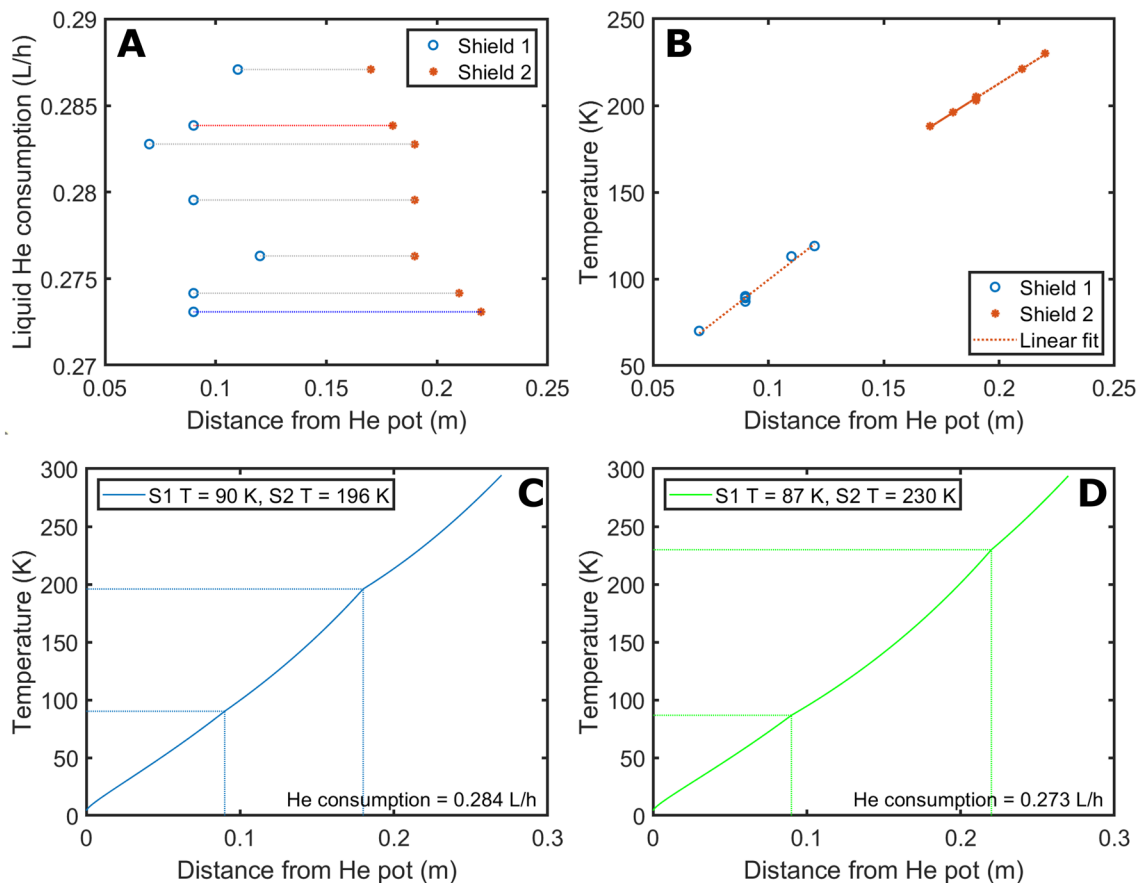 A
Liquid He consumption (L/h)
0.29
0.285
0.28
0.275
0.27
0.05
0.1
0.15
0.2
0.25
Distance from He pot (m)
Shield 1
Shield 2
B
Temperature (K)
250
200
150
100
50
0.05
0.1
0.15
0.2
0.25
Distance from He pot (m)
Shield 1
Shield 2
Linear fit
C
Temperature (K)
300
250
200
150
100
50
0
0
0.1
0.2
0.3
Distance from He pot (m)
S1 T = 90 K, S2 T = 196 K
He consumption = 0.284 L/h
D
Temperature (K)
300
250
200
150
100
50
0
0
0.1
0.2
0.3
Distance from He pot (m)
S1 T = 87 K, S2 T = 230 K
He consumption = 0.273 L/h